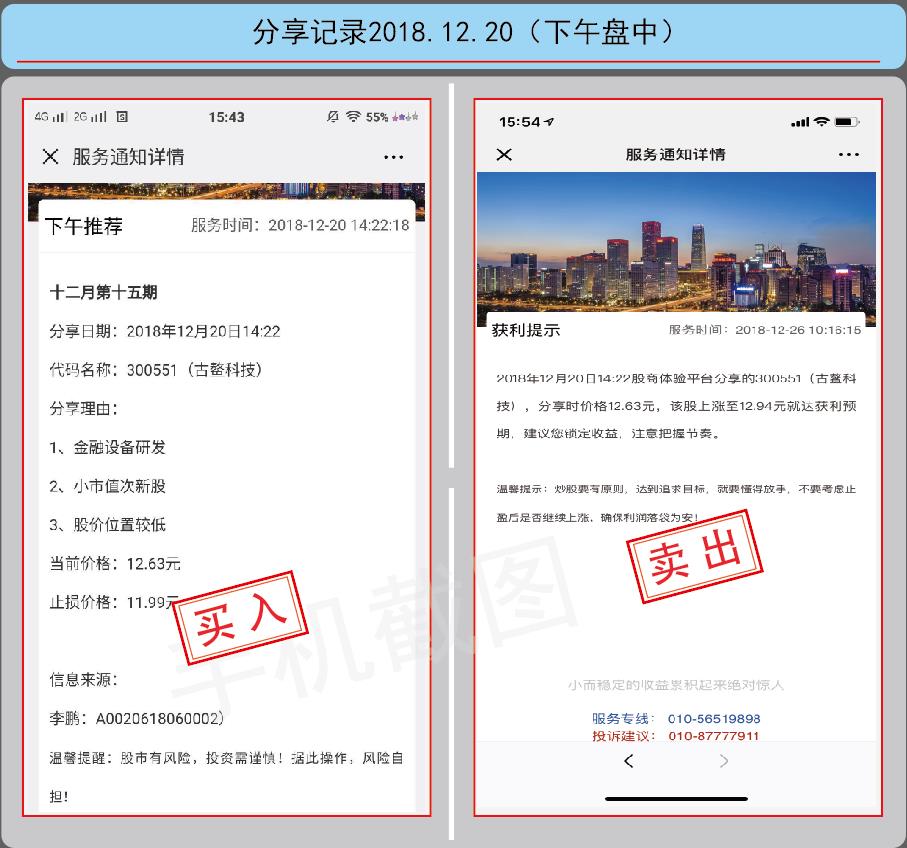 分享记录2018.12.20（下午盘中）
4G 2G 15:43 55%
服务通知详情
下午推荐 服务时间：2018-12-20 14:22:18
十二月第十五期
分享日期：2018年12月20日14:22
代码名称：300551（古鳌科技）
分享理由：
1、金融设备研发
2、小市值次新股
3、股价位置较低
当前价格：12.63元
止损价格：11.99元
买入
信息来源：
李鹏：A0020618060002）
温馨提醒：股市有风险，投资需谨慎！据此操作，风险自
担！
15:54
服务通知详情
获利提示 服务时间：2018-12-26 10:16:15
2018年12月20日14:22股商体验平台分享的300551（古鳌科
技），分享时价格12.63元，该股上涨至12.94元就达获利预
期，建议您锁定收益，注意把握节奏。
温馨提示：炒股要有原则，达到追求目标，就要懂得放手，不要考虑止
盈后是否继续上涨，确保利润落袋为安！
卖出
小而稳定的收益累积起来绝对惊人
服务专线： 010-56519898
投诉建议： 010-87777911
手机截图